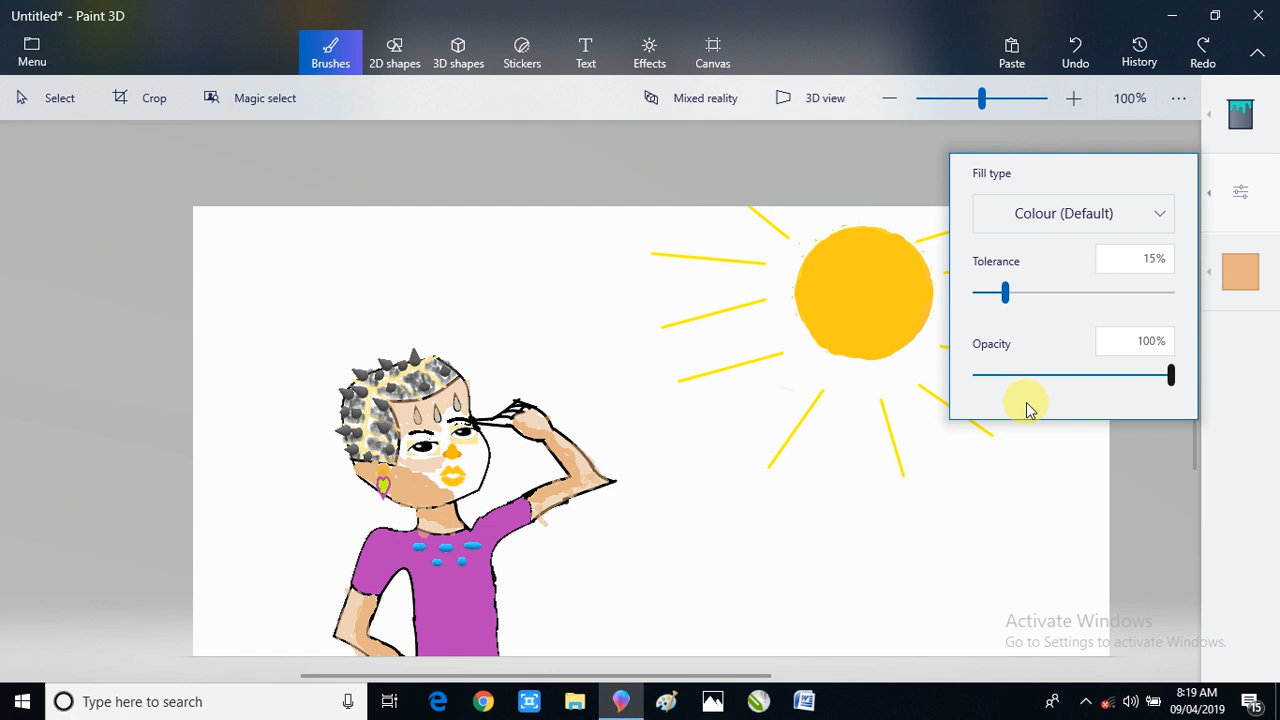 Untitled* - Paint 3D
Menu
Brushes
2D shapes
3D shapes
Stickers
Text
Effects
Canvas
Paste
Undo
History
Redo
Select
Crop
Magic select
Mixed reality
3D view
100%
Fill type
Colour (Default)
Tolerance
15%
Opacity
100%
Activate Windows
Go to Settings to activate Windows.
Type here to search
8:19 AM
09/04/2019
15